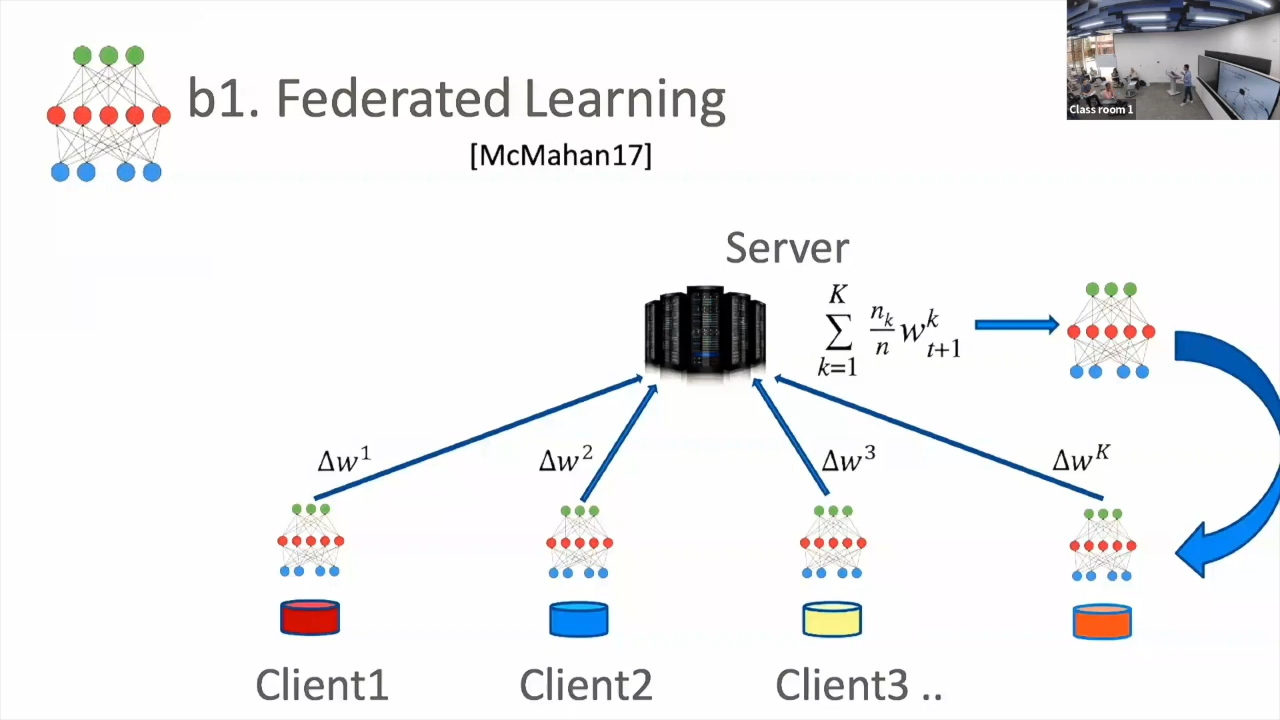 b1. Federated Learning
[McMahan17]
Class room 1
Server
K
∑ n_k/n w^k_{t+1}
k=1
Δw^1 Δw^2 Δw^3 Δw^K
Client1 Client2 Client3 ..